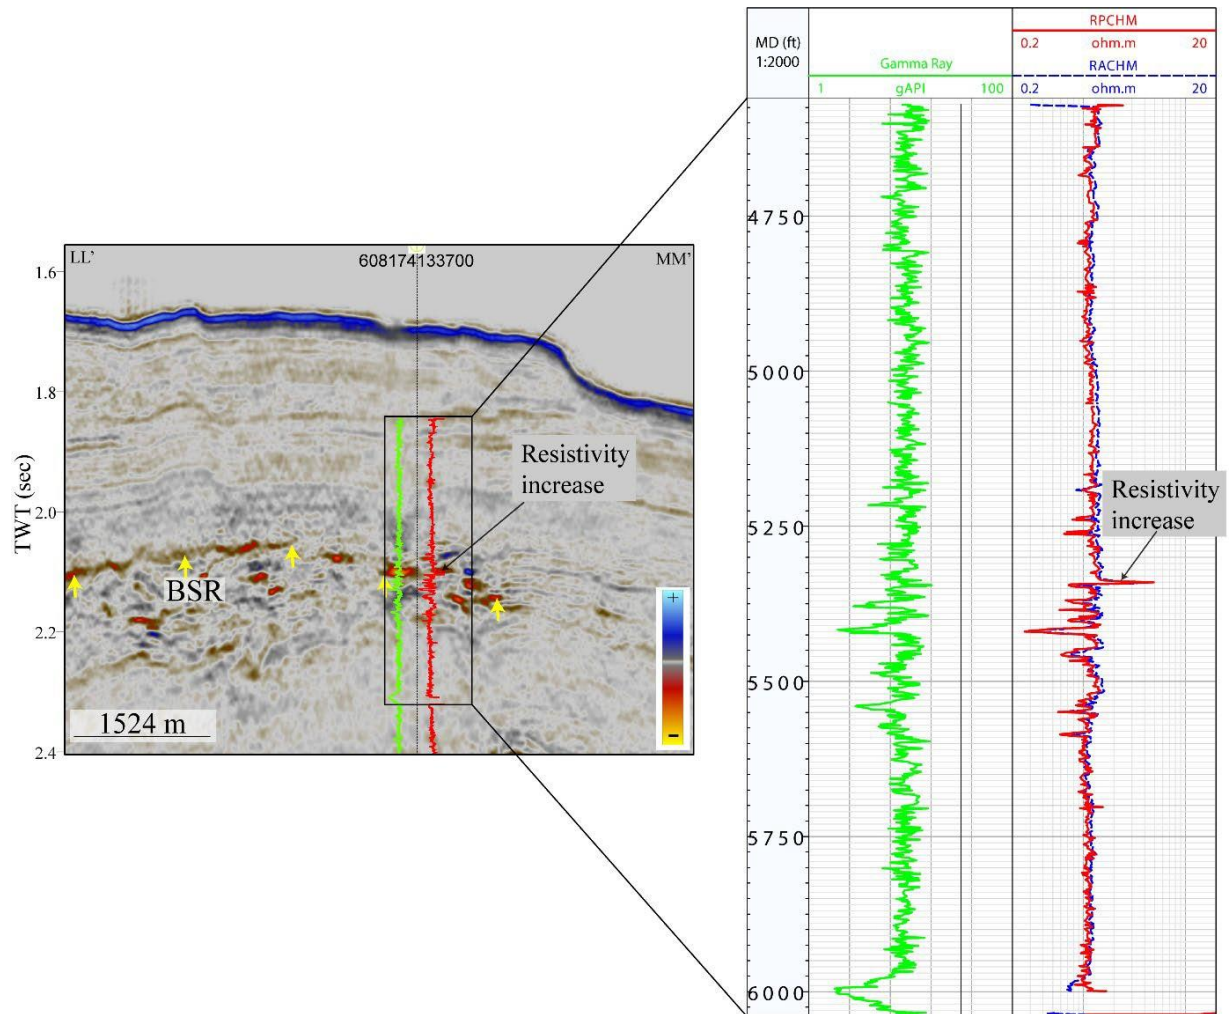 LL'
608174133700
MM'
1.6
1.8
2.0
2.2
2.4
TWT (sec)
Resistivity
increase
BSR
1524 m
+
-
MD (ft)
1:2000
Gamma Ray
1 gAPI 100
RPCHM
0.2 ohm.m 20
RACHM
0.2 ohm.m 20
4750
5000
5250
5500
5750
6000
Resistivity
increase